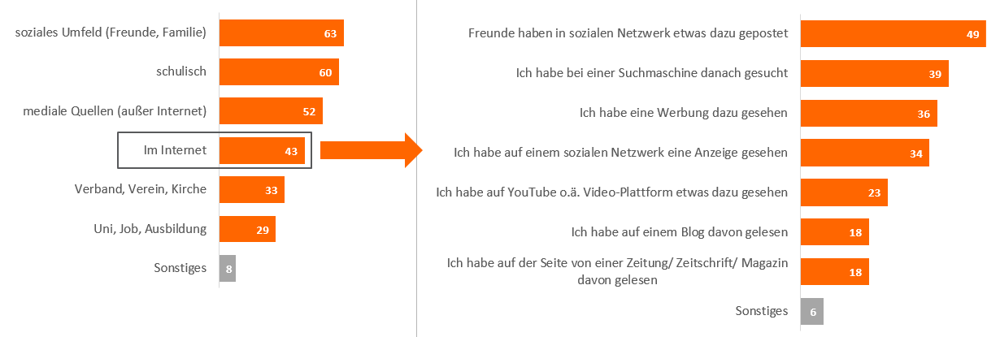 soziales Umfeld (Freunde, Familie) 63
schulisch 60
mediale Quellen (außer Internet) 52
Im Internet 43
Verband, Verein, Kirche 33
Uni, Job, Ausbildung 29
Sonstiges 8
Freunde haben in sozialen Netzwerk etwas dazu gepostet 49
Ich habe bei einer Suchmaschine danach gesucht 39
Ich habe eine Werbung dazu gesehen 36
Ich habe auf einem sozialen Netzwerk eine Anzeige gesehen 34
Ich habe auf YouTube o.ä. Video-Plattform etwas dazu gesehen 23
Ich habe auf einem Blog davon gelesen 18
Ich habe auf der Seite von einer Zeitung/ Zeitschrift/ Magazin
davon gelesen 18
Sonstiges 6